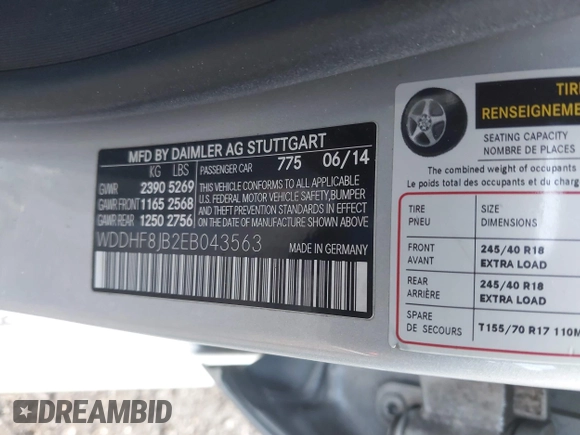 MFD BY DAIMLER AG STUTTGART
KG LBS PASSENGER CAR 775 06/14
GVWR 2390 5269 THIS VEHICLE CONFORMS TO ALL APPLICABLE
GAWR FRONT 1165 2568 U.S. FEDERAL MOTOR VEHICLE SAFETY, BUMPER
GAWR REAR 1250 2756 AND THEFT PREVENTION STANDARDS IN EFFECT
ON THE DATE OF MANUFACTURE SHOWN ABOVE.
WDDHF8JB2EB043563 MADE IN GERMANY
TIR
RENSEIGNEME
SEATING CAPACITY
NOMBRE DE PLACES
The combined weight of occupants
Le poids total des occupants et du charge
TIRE
PNEU
SIZE
DIMENSIONS
FRONT
AVANT
245/40 R18
EXTRA LOAD
REAR
ARRIÈRE
245/40 R18
EXTRA LOAD
SPARE
DE SECOURS
T155/70 R17 110M
DREAMBID